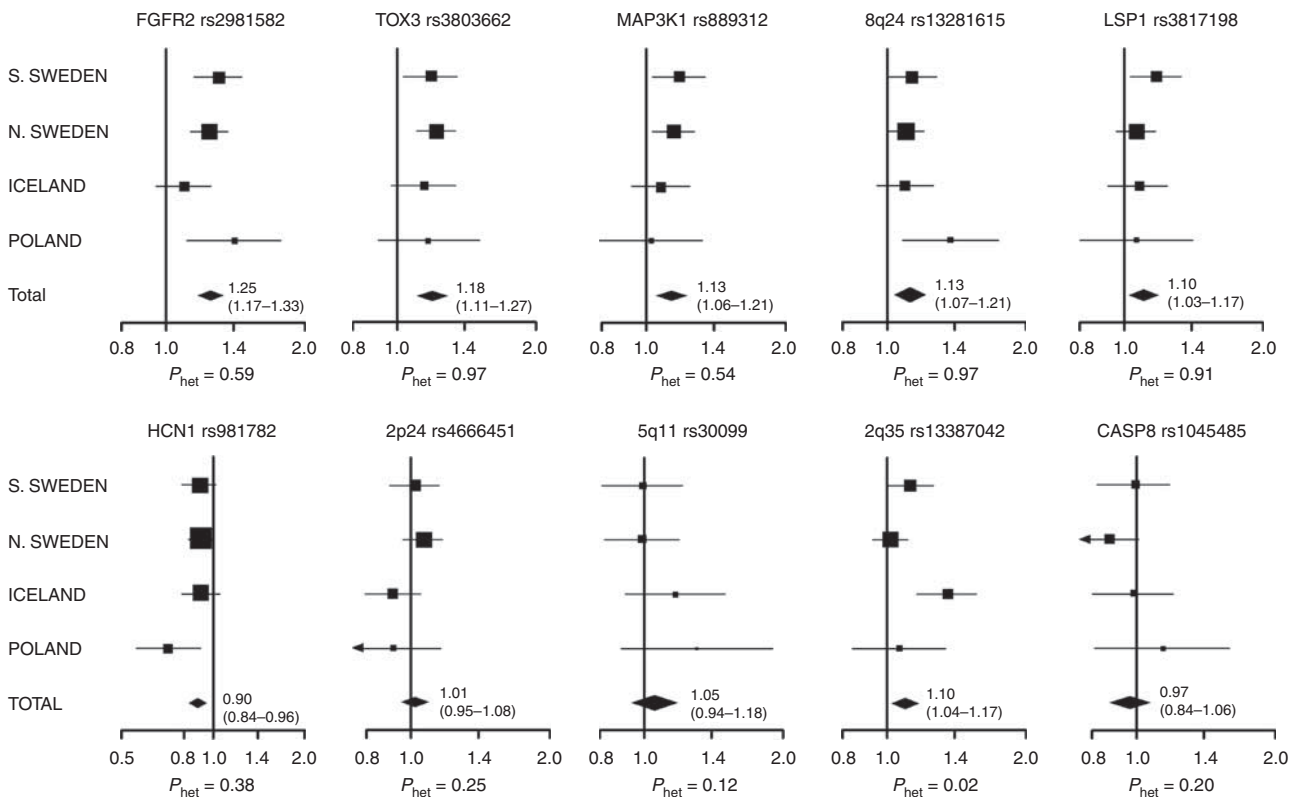 FGFR2 rs2981582 TOX3 rs3803662 MAP3K1 rs889312 8q24 rs13281615 LSP1 rs3817198
S. SWEDEN
N. SWEDEN
ICELAND
POLAND
Total 1.25 1.18 1.13 1.13 1.10
(1.17–1.33) (1.11–1.27) (1.06–1.21) (1.07–1.21) (1.03–1.17)
0.8 1.0 1.4 2.0 0.8 1.0 1.4 2.0 0.8 1.0 1.4 2.0 0.8 1.0 1.4 2.0 0.8 1.0 1.4 2.0
Phet = 0.59 Phet = 0.97 Phet = 0.54 Phet = 0.97 Phet = 0.91
HCN1 rs981782 2p24 rs4666451 5q11 rs30099 2q35 rs13387042 CASP8 rs1045485
S. SWEDEN
N. SWEDEN
ICELAND
POLAND
TOTAL 0.90 1.01 1.05 1.10 0.97
(0.84–0.96) (0.95–1.08) (0.94–1.18) (1.04–1.17) (0.84–1.06)
0.5 0.8 1.0 1.4 2.0 0.8 1.0 1.4 2.0 0.8 1.0 1.4 2.0 0.8 1.0 1.4 2.0 0.8 1.0 1.4 2.0
Phet = 0.38 Phet = 0.25 Phet = 0.12 Phet = 0.02 Phet = 0.20